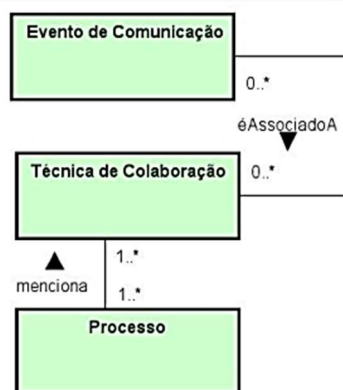 Evento de Comunicação
0..*
éAssociadoA
Técnica de Colaboração
0..*
1..*
menciona
1..*
Processo